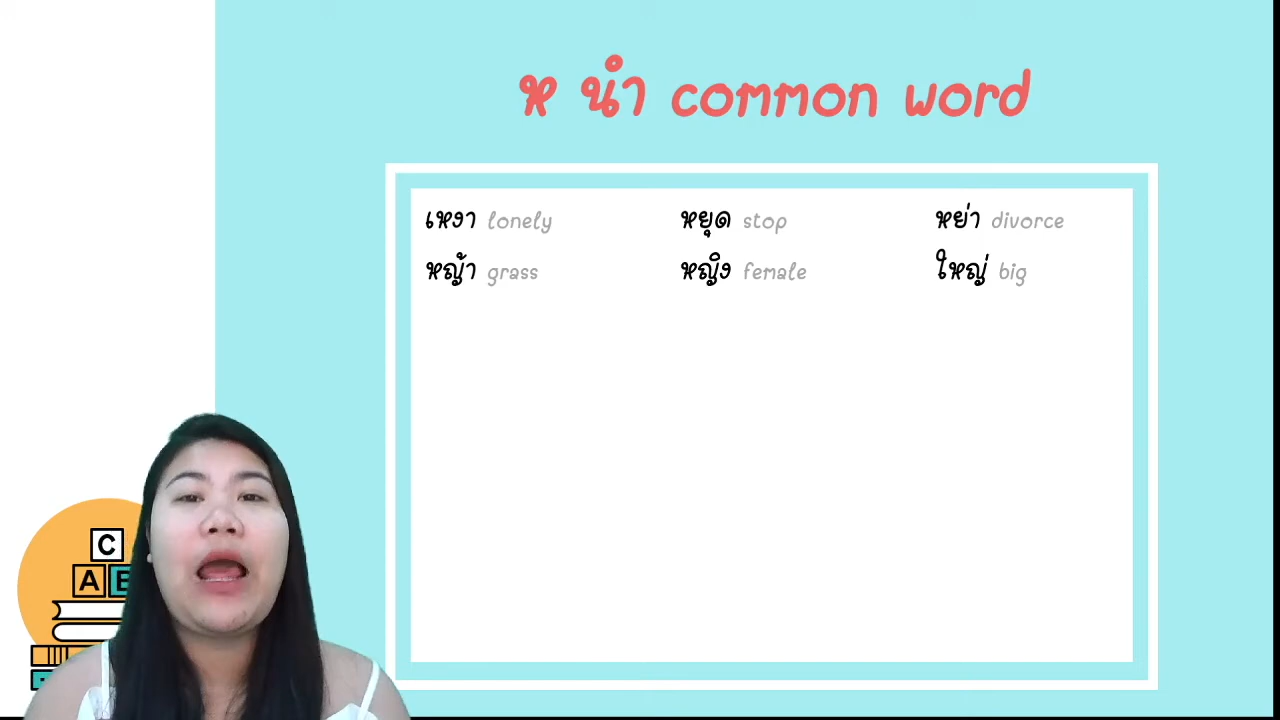 ห นำ common word
เหงา lonely หยุด stop หย่า divorce
หญ้า grass หญิง female ใหญ่ big
C
A